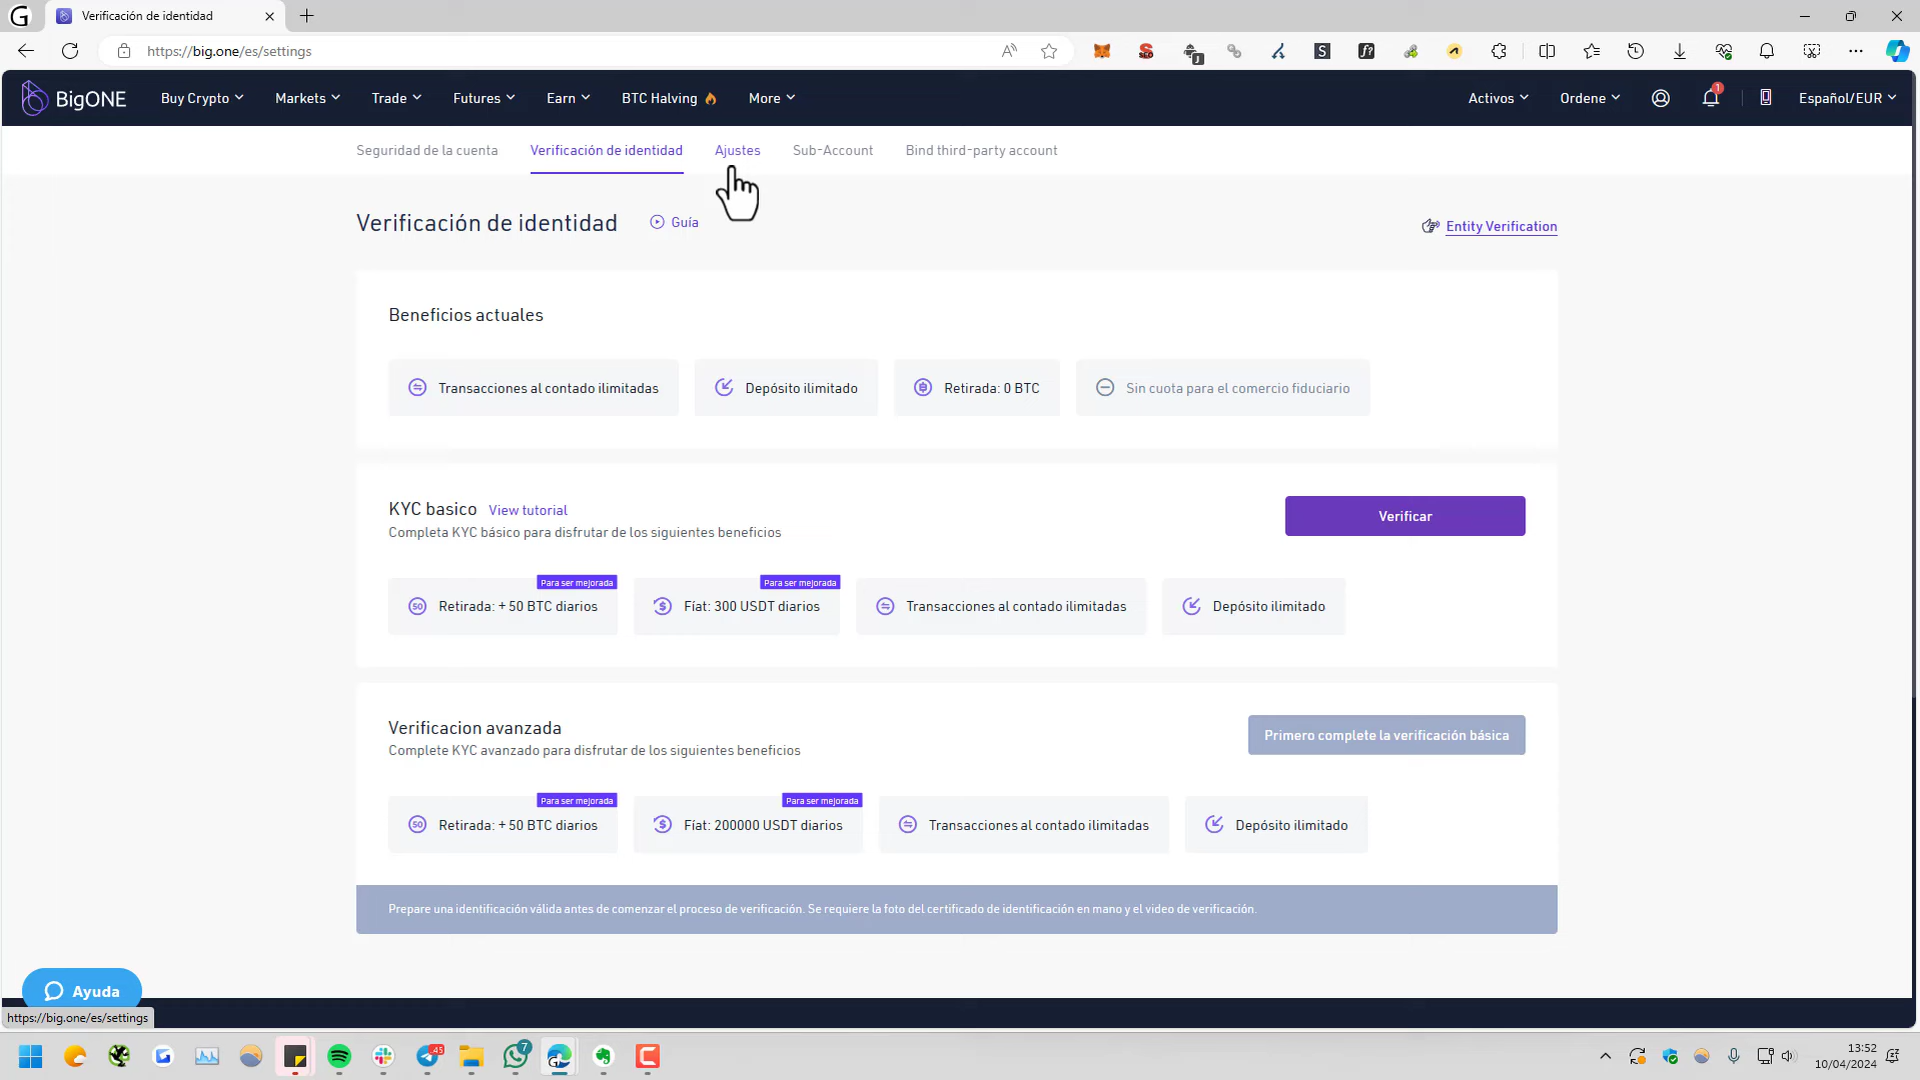 Verificación de identidad
https://big.one/es/settings
BigONE Buy Crypto Markets Trade Futures Earn BTC Halving More Activos Ordene 1 Español/EUR
Seguridad de la cuenta Verificación de identidad Ajustes Sub-Account Bind third-party account
Verificación de identidad Guía Entity Verification
Beneficios actuales
Transacciones al contado ilimitadas Depósito ilimitado Retirada: 0 BTC Sin cuota para el comercio fiduciario
KYC basico View tutorial Verificar
Completa KYC básico para disfrutar de los siguientes beneficios
Para ser mejorada Para ser mejorada
50 Retirada: + 50 BTC diarios Fíat: 300 USDT diarios Transacciones al contado ilimitadas Depósito ilimitado
Verificacion avanzada Primero complete la verificación básica
Complete KYC avanzado para disfrutar de los siguientes beneficios
Para ser mejorada Para ser mejorada
50 Retirada: + 50 BTC diarios Fíat: 200000 USDT diarios Transacciones al contado ilimitadas Depósito ilimitado
Prepare una identificación válida antes de comenzar el proceso de verificación. Se requiere la foto del certificado de identificación en mano y el video de verificación.
Ayuda
https://big.one/es/settings
45 7 13:52
10/04/2024